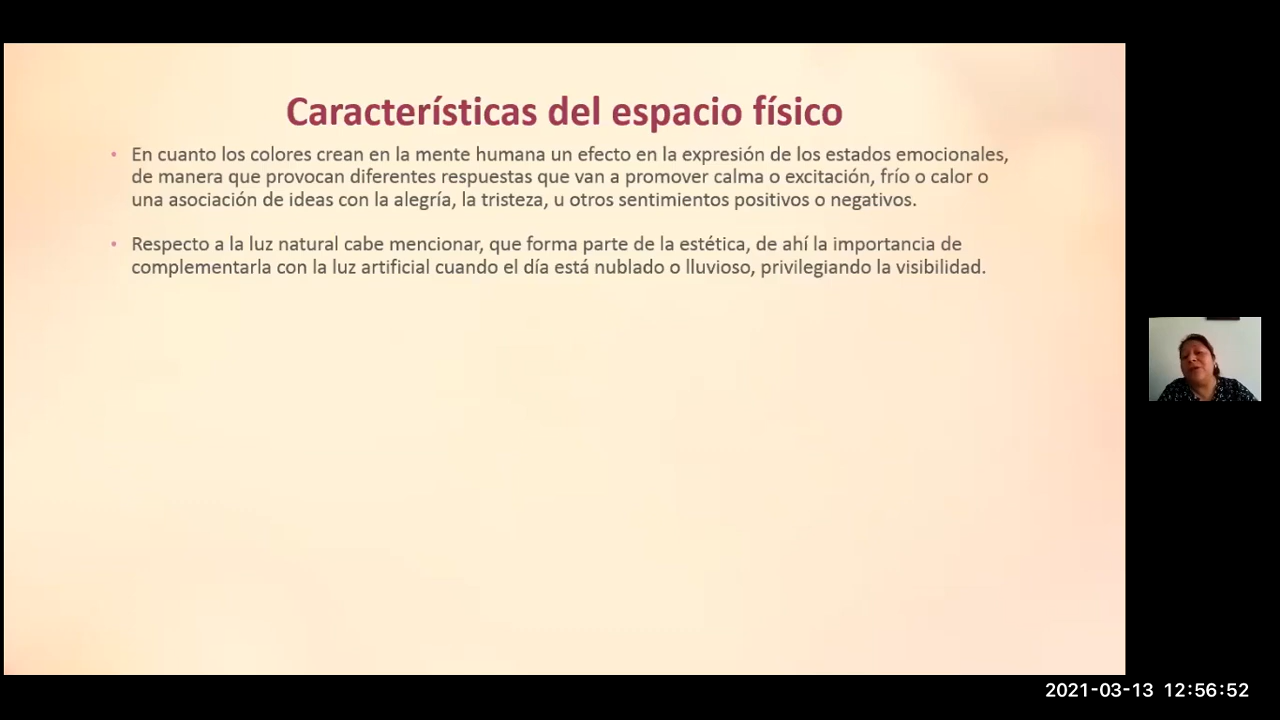 Características del espacio físico
• En cuanto los colores crean en la mente humana un efecto en la expresión de los estados emocionales,
de manera que provocan diferentes respuestas que van a promover calma o excitación, frío o calor o
una asociación de ideas con la alegría, la tristeza, u otros sentimientos positivos o negativos.
• Respecto a la luz natural cabe mencionar, que forma parte de la estética, de ahí la importancia de
complementarla con la luz artificial cuando el día está nublado o lluvioso, privilegiando la visibilidad.
2021-03-13 12:56:52